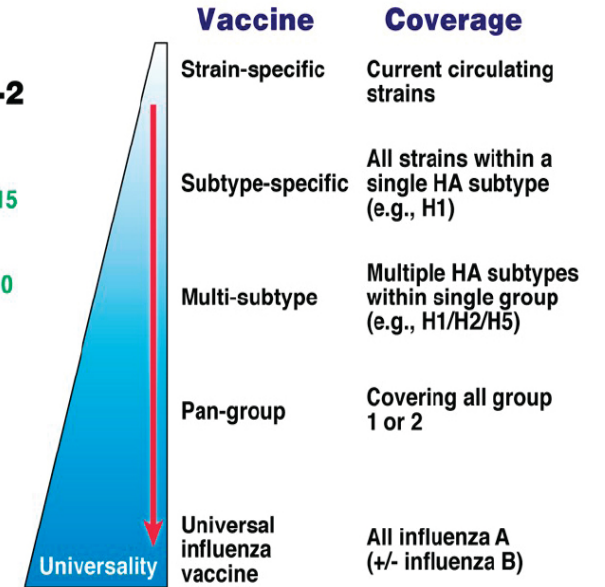 Vaccine Coverage
Strain-specific Current circulating
strains
-2
All strains within a
Subtype-specific single HA subtype
(e.g., H1)
15
0
Multiple HA subtypes
Multi-subtype within single group
(e.g., H1/H2/H5)
Pan-group Covering all group
1 or 2
Universal
influenza
vaccine
All influenza A
(+/- influenza B)
Universality